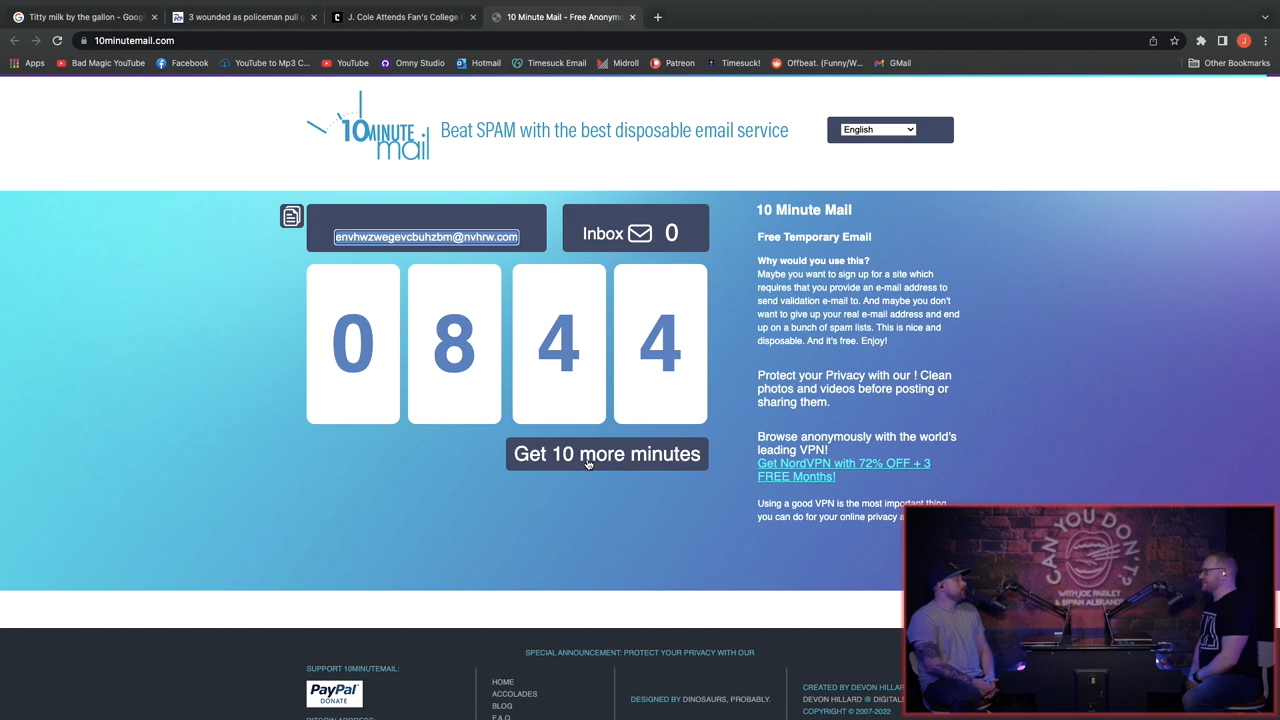 Titty milk by the gallon - Googl
3 wounded as policeman pull g
J. Cole Attends Fan's College G
10 Minute Mail - Free Anonymo
10minutemail.com
Apps
Bad Magic YouTube
Facebook
YouTube to Mp3 C...
YouTube
Omny Studio
Hotmail
Timesuck Email
Midroll
Patreon
Timesuck!
Offbeat. (Funny/W...
GMail
Other Bookmarks
10MINUTE
mail
Beat SPAM with the best disposable email service
English
envhwzwegevcbuhzbm@nvhrw.com
Inbox 0
0 8 4 4
Get 10 more minutes
10 Minute Mail
Free Temporary Email
Why would you use this?
Maybe you want to sign up for a site which
requires that you provide an e-mail address to
send validation e-mail to. And maybe you don't
want to give up your real e-mail address and end
up on a bunch of spam lists. This is nice and
disposable. And it's free. Enjoy!
Protect your Privacy with our ! Clean
photos and videos before posting or
sharing them.
Browse anonymously with the world's
leading VPN!
Get NordVPN with 72% OFF + 3
FREE Months!
Using a good VPN is the most important thing
you can do for your online privacy a
CAN YOU DON'T?
WITH JOE PAISLEY
& BRYAN ALBRANDT
SPECIAL ANNOUNCEMENT: PROTECT YOUR PRIVACY WITH OUR
SUPPORT 10MINUTEMAIL:
PayPal
DONATE
HOME
ACCOLADES
BLOG
F.A.Q.
DESIGNED BY DINOSAURS, PROBABLY.
CREATED BY DEVON HILLAR
DEVON HILLARD @ DIGITALS
COPYRIGHT © 2007-2022